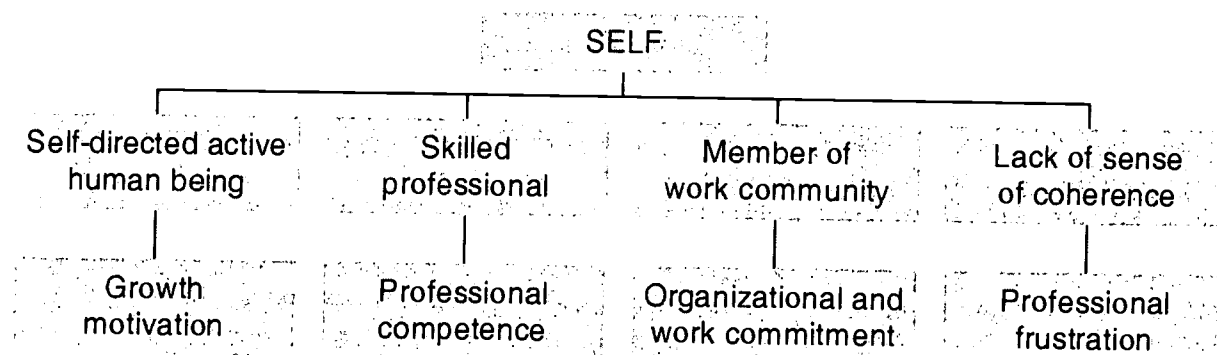 SELF
Self-directed active
human being
Skilled
professional
Member of
work community
Lack of sense
of coherence
Growth
motivation
Professional
competence
Organizational and
work commitment
Professional
frustration